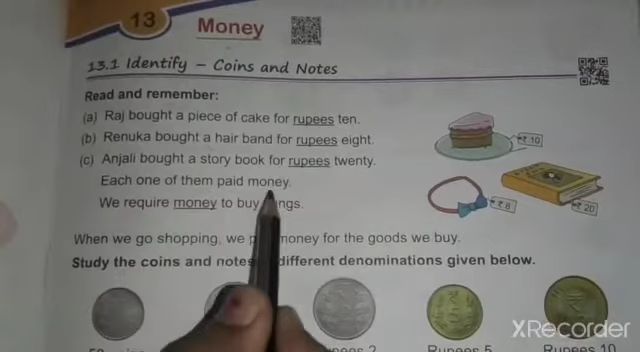 13
Money
13.1 Identify – Coins and Notes
Read and remember:
(a) Raj bought a piece of cake for rupees ten.
(b) Renuka bought a hair band for rupees eight.
(c) Anjali bought a story book for rupees twenty.
Each one of them paid money.
We require money to buy
₹ 10
₹ 8
₹ 20
When we go shopping, we money for the goods we buy.
Study the coins and notes different denominations given below.
Rupees 5
Rupees 10
XRecorder